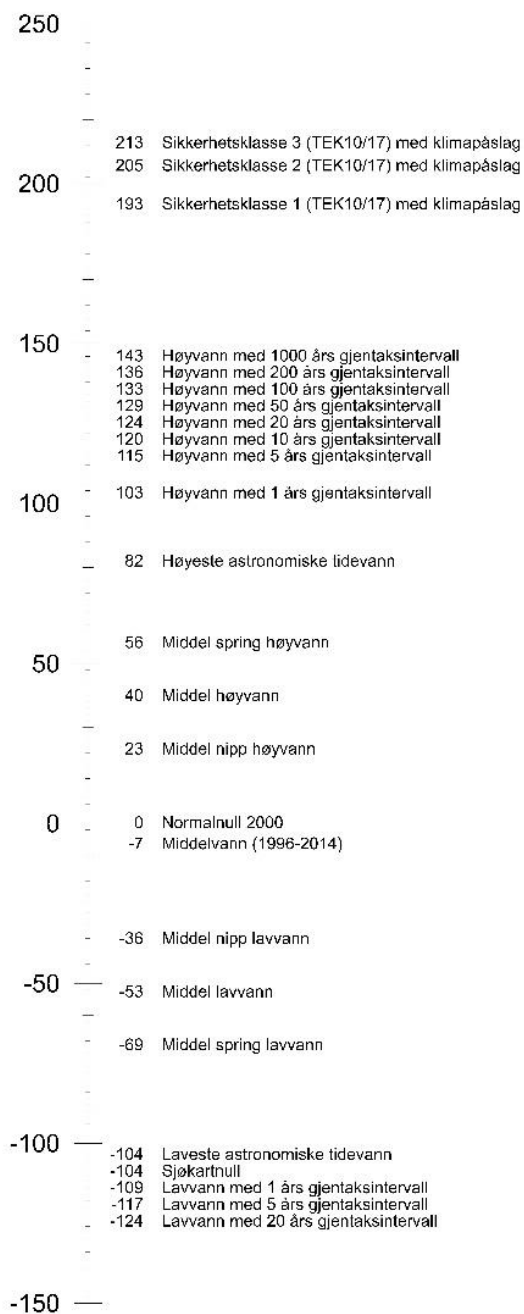 250
213 Sikkerhetsklasse 3 (TEK10/17) med klimapåslag
205 Sikkerhetsklasse 2 (TEK10/17) med klimapåslag
200
193 Sikkerhetsklasse 1 (TEK10/17) med klimapåslag
150
143 Høyvann med 1000 års gjentaksintervall
136 Høyvann med 200 års gjentaksintervall
133 Høyvann med 100 års gjentaksintervall
129 Høyvann med 50 års gjentaksintervall
124 Høyvann med 20 års gjentaksintervall
120 Høyvann med 10 års gjentaksintervall
115 Høyvann med 5 års gjentaksintervall
103 Høyvann med 1 års gjentaksintervall
100
82 Høyeste astronomiske tidevann
56 Middel spring høyvann
50
40 Middel høyvann
23 Middel nipp høyvann
0
0 Normalnull 2000
-7 Middelvann (1996-2014)
-36 Middel nipp lavvann
-50
-53 Middel lavvann
-69 Middel spring lavvann
-100
-104 Laveste astronomiske tidevann
-104 Sjøkartnull
-109 Lavvann med 1 års gjentaksintervall
-117 Lavvann med 5 års gjentaksintervall
-124 Lavvann med 20 års gjentaksintervall
-150